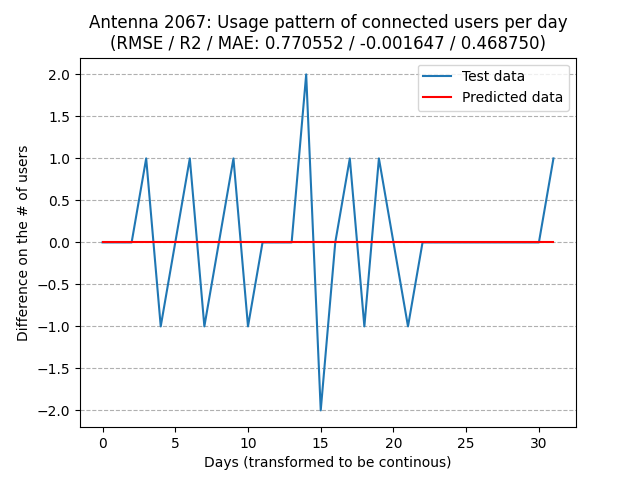 Antenna 2067: Usage pattern of connected users per day
(RMSE / R2 / MAE: 0.770552 / -0.001647 / 0.468750)
Test data
Predicted data
Difference on the # of users
2.0
1.5
1.0
0.5
0.0
−0.5
−1.0
−1.5
−2.0
0 5 10 15 20 25 30
Days (transformed to be continous)